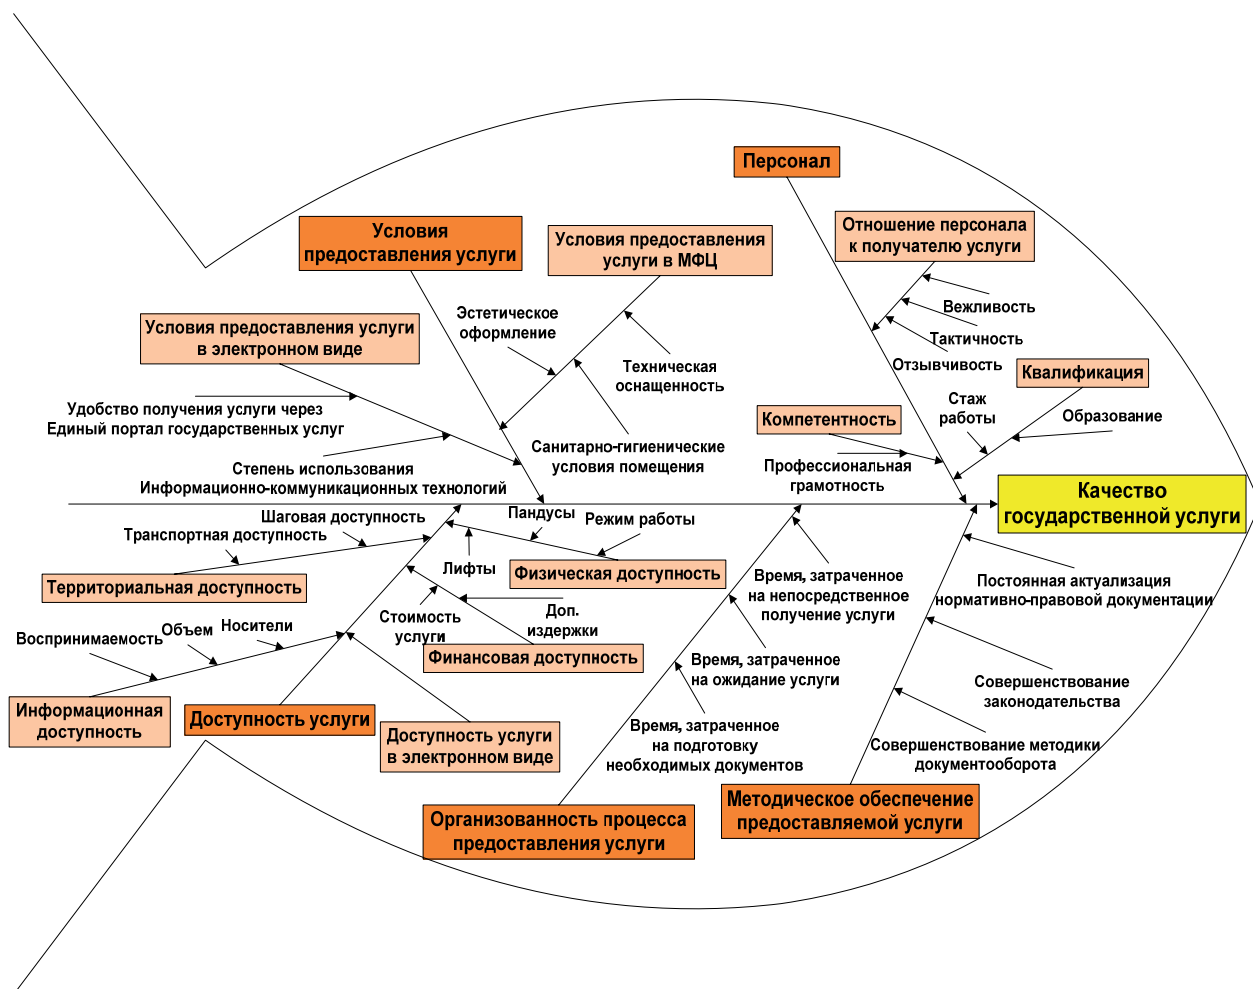 Персонал
Условия
предоставления услуги
Условия предоставления
услуги в МФЦ
Отношение персонала
к получателю услуги
Вежливость
Тактичность
Отзывчивость
Эстетическое
оформление
Условия предоставления услуги
в электронном виде
Техническая
оснащенность
Квалификация
Стаж
работы
Образование
Компетентность
Удобство получения услуги через
Единый портал государственных услуг
Санитарно-гигиенические
условия помещения
Профессиональная
грамотность
Степень использования
Информационно-коммуникационных технологий
Качество
государственной услуги
Шаговая доступность
Транспортная доступность
Пандусы
Режим работы
Лифты
Территориальная доступность
Физическая доступность
Время, затраченное
на непосредственное
получение услуги
Постоянная актуализация
нормативно-правовой документации
Стоимость
услуги
Доп.
издержки
Воспринимаемость
Объем
Носители
Финансовая доступность
Время, затраченное
на ожидание услуги
Совершенствование
законодательства
Информационная
доступность
Доступность услуги
Доступность услуги
в электронном виде
Время, затраченное
на подготовку
необходимых документов
Совершенствование методики
документооборота
Организованность процесса
предоставления услуги
Методическое обеспечение
предоставляемой услуги